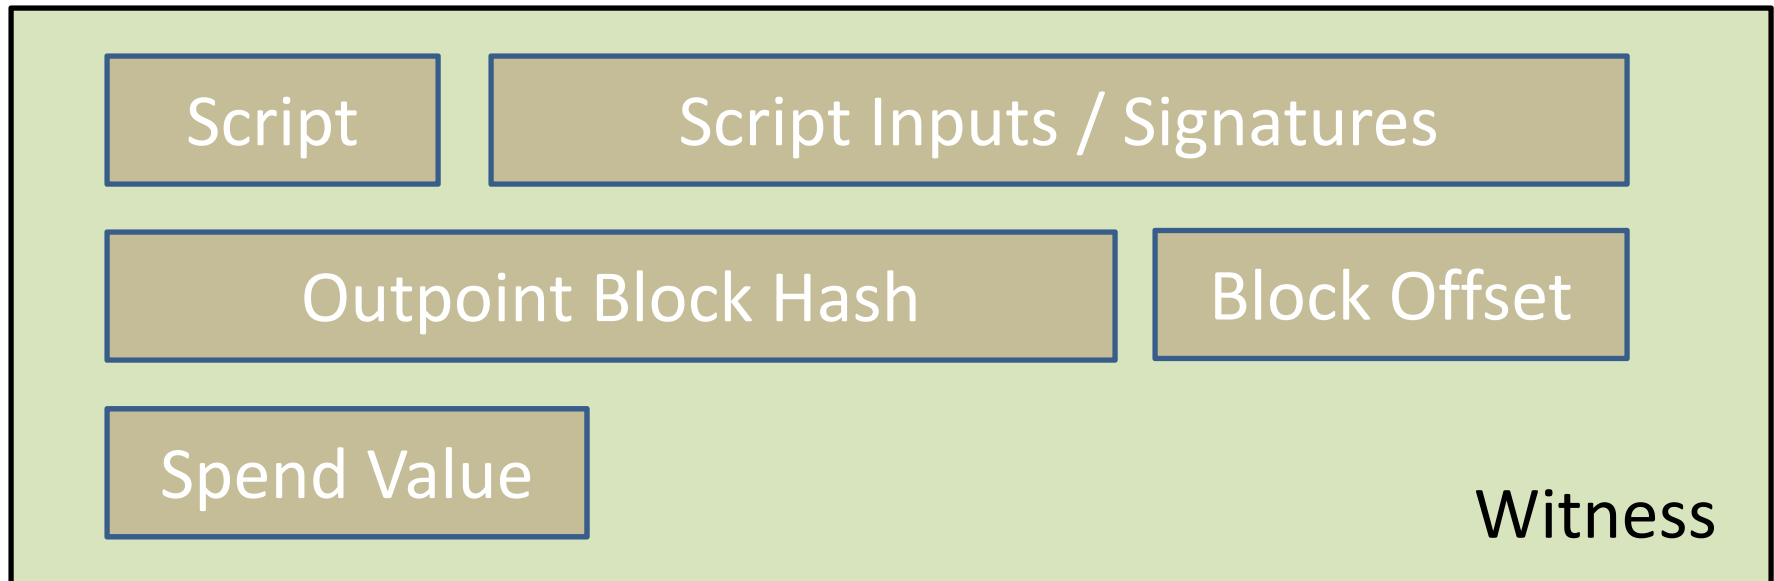 Script
Script Inputs / Signatures
Outpoint Block Hash
Block Offset
Spend Value
Witness